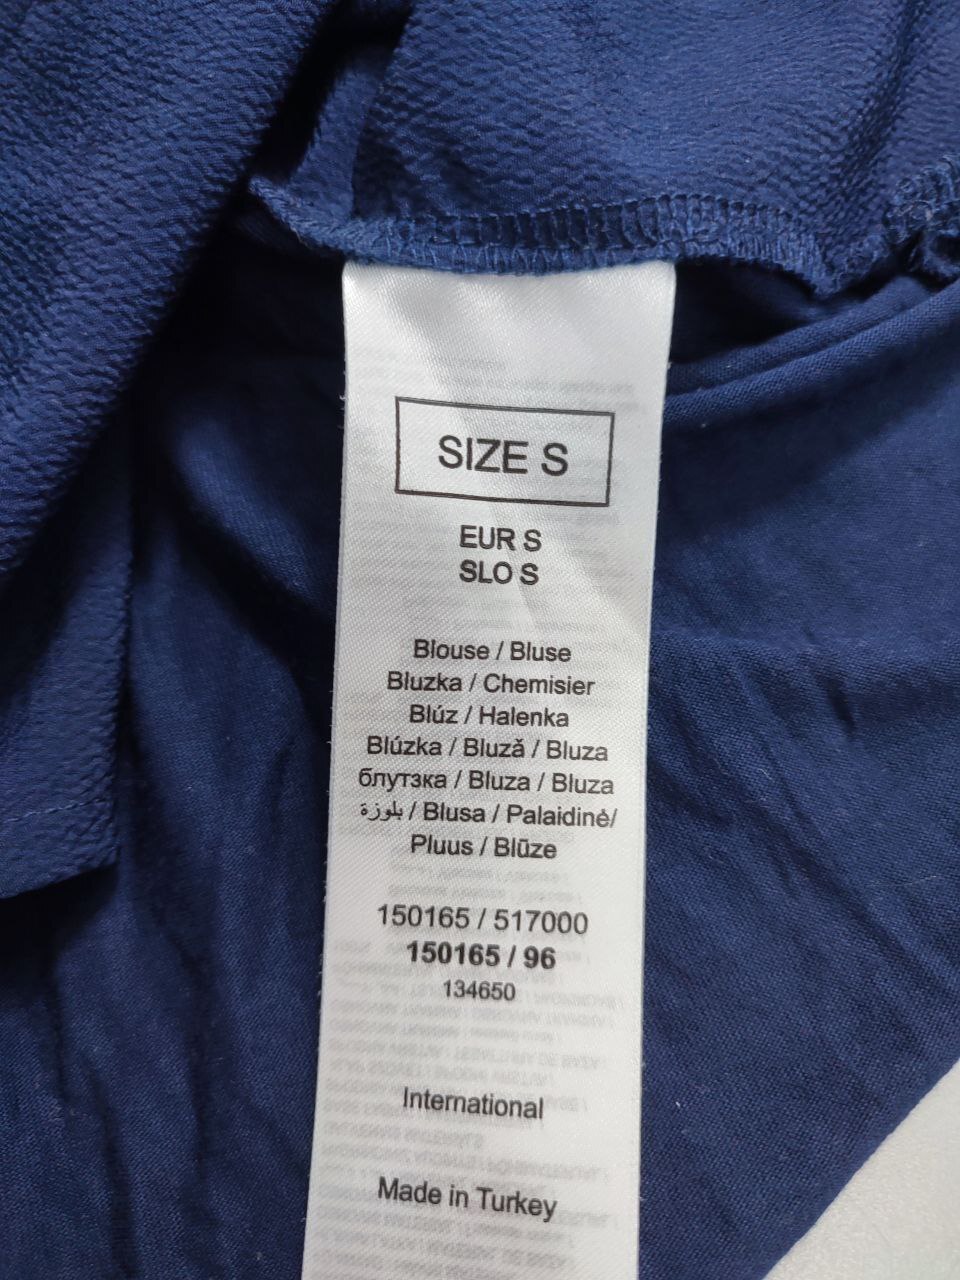 SIZE S
EUR S
SLO S
Blouse / Bluse
Bluzka / Chemisier
Blúz / Halenka
Blúzka / Bluză / Bluza
блутзка / Bluza / Bluza
بلوزة / Blusa / Palaidinė/
Pluus / Blūze
150165 / 517000
150165 / 96
134650
International
Made in Turkey